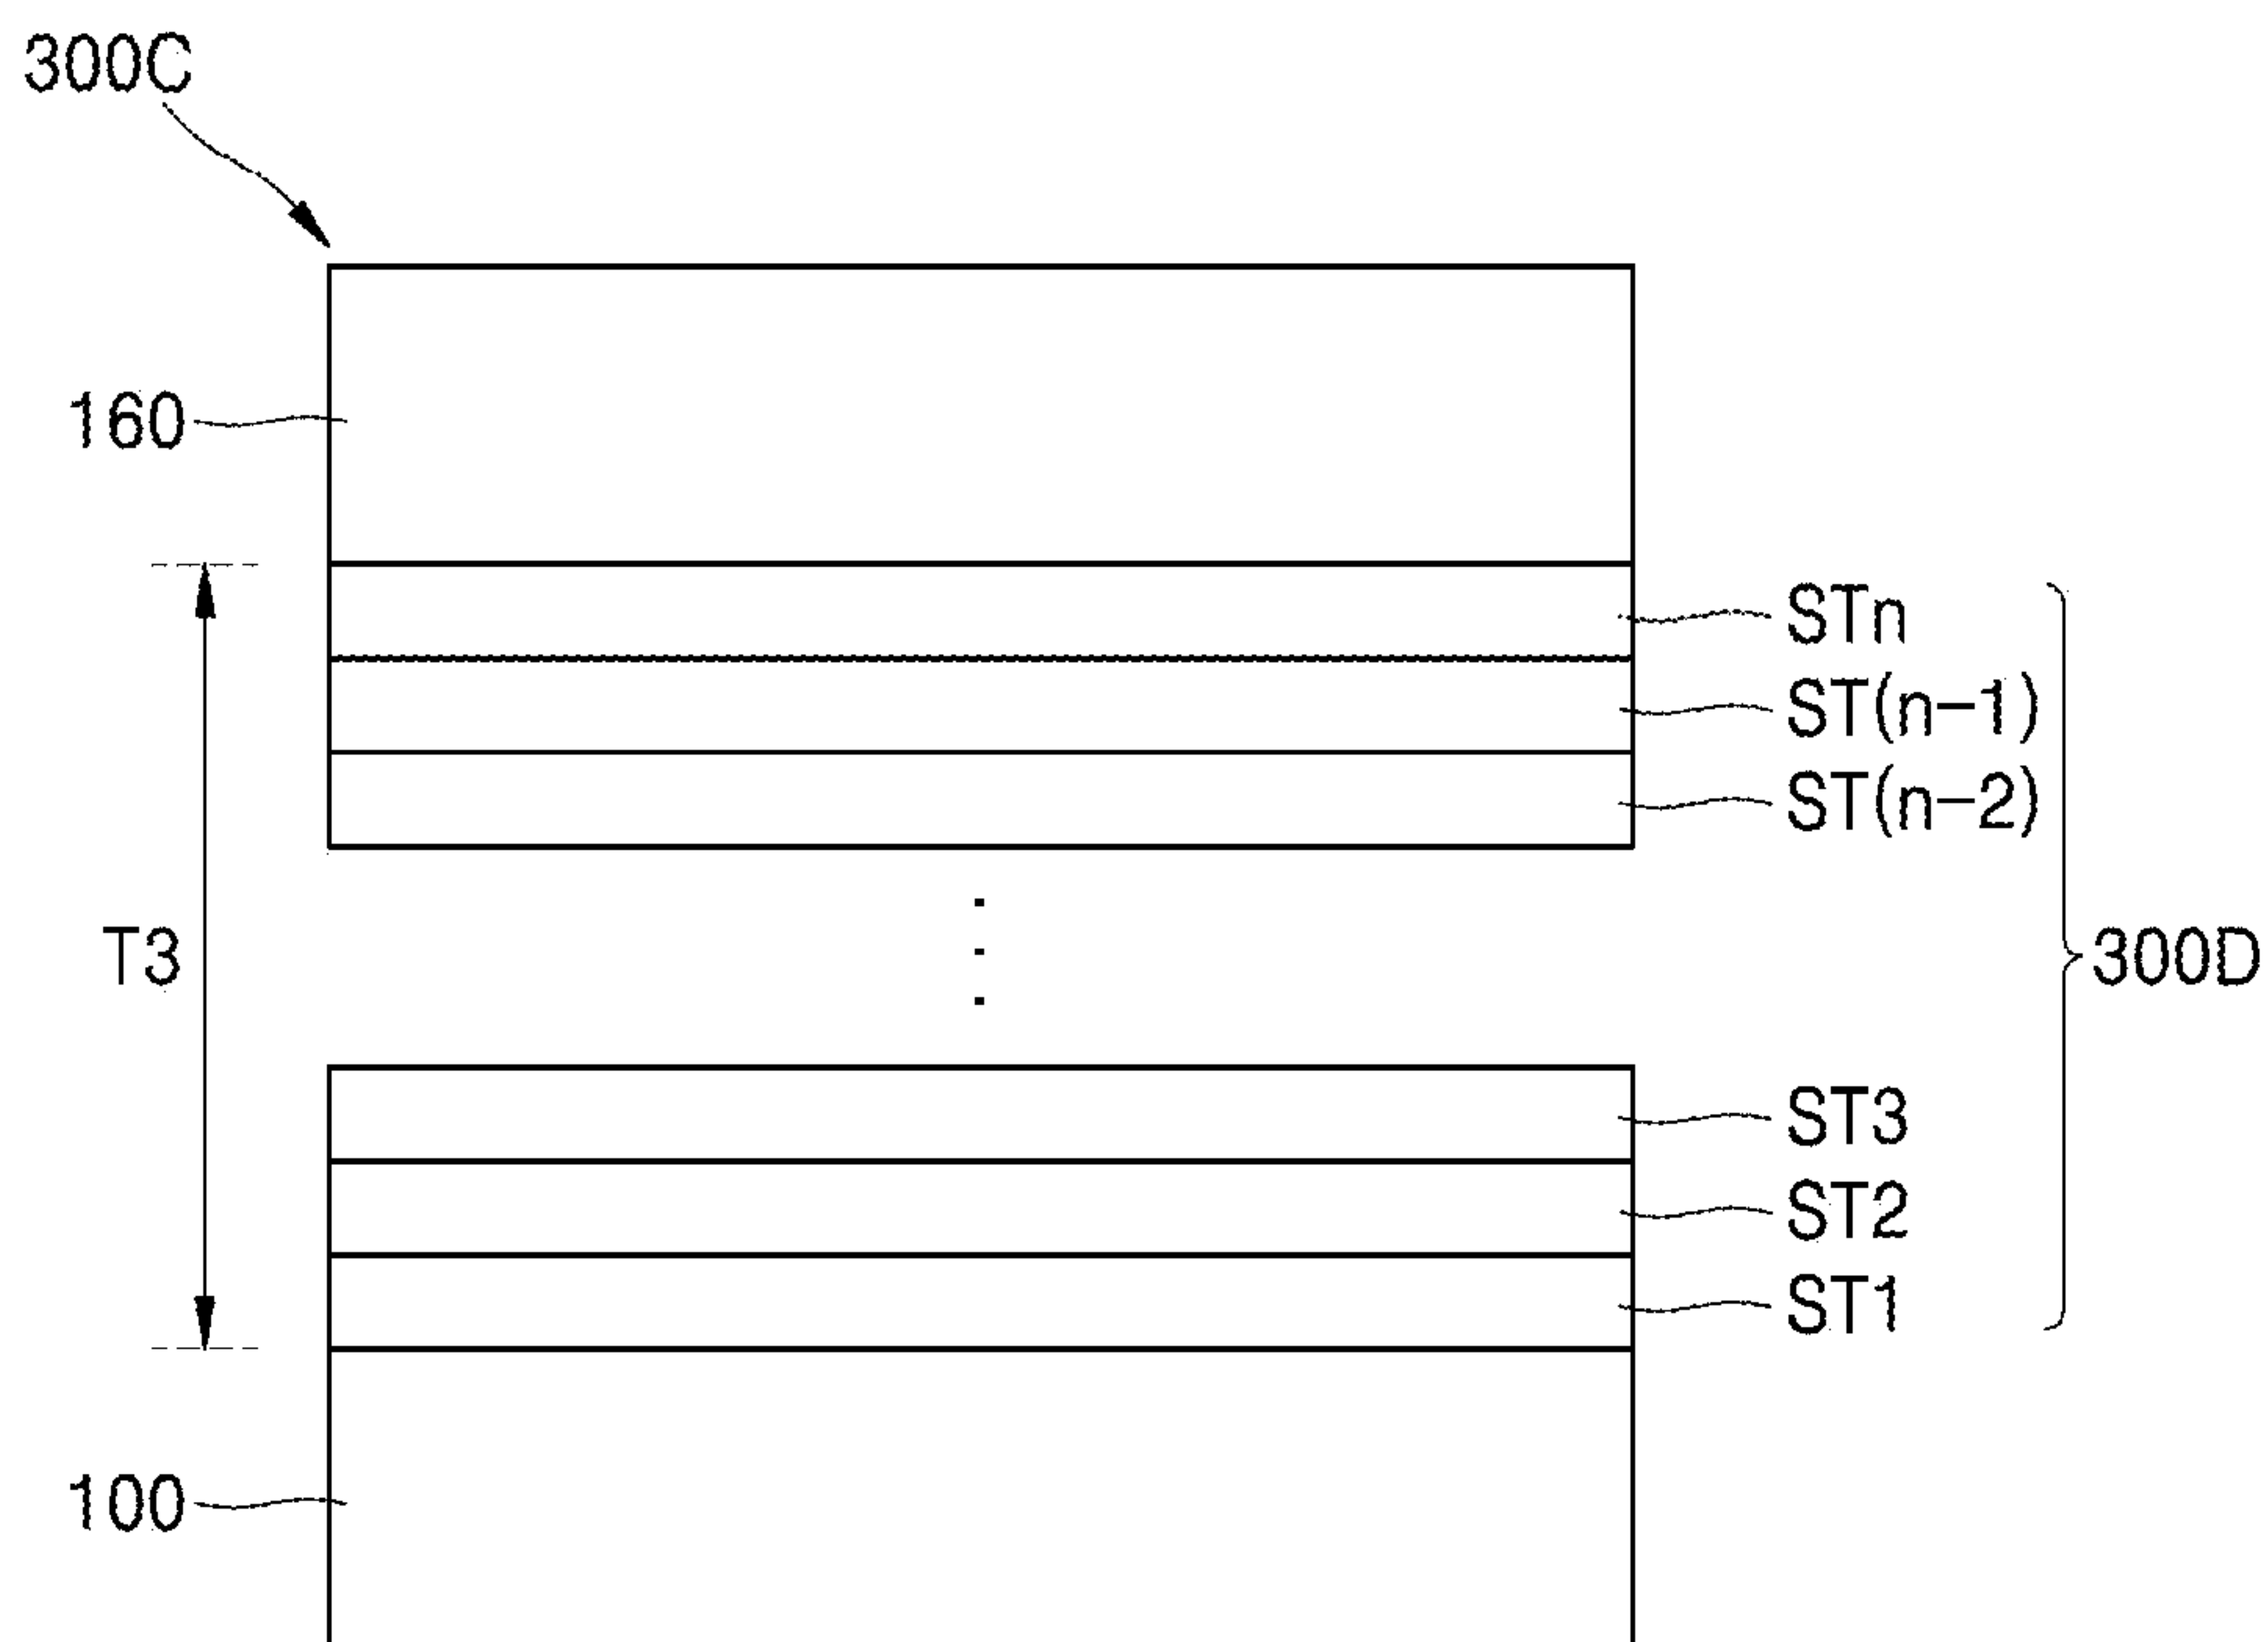 300C
160
STn
ST(n-1)
ST(n-2)
T3
300D
ST3
ST2
ST1
100